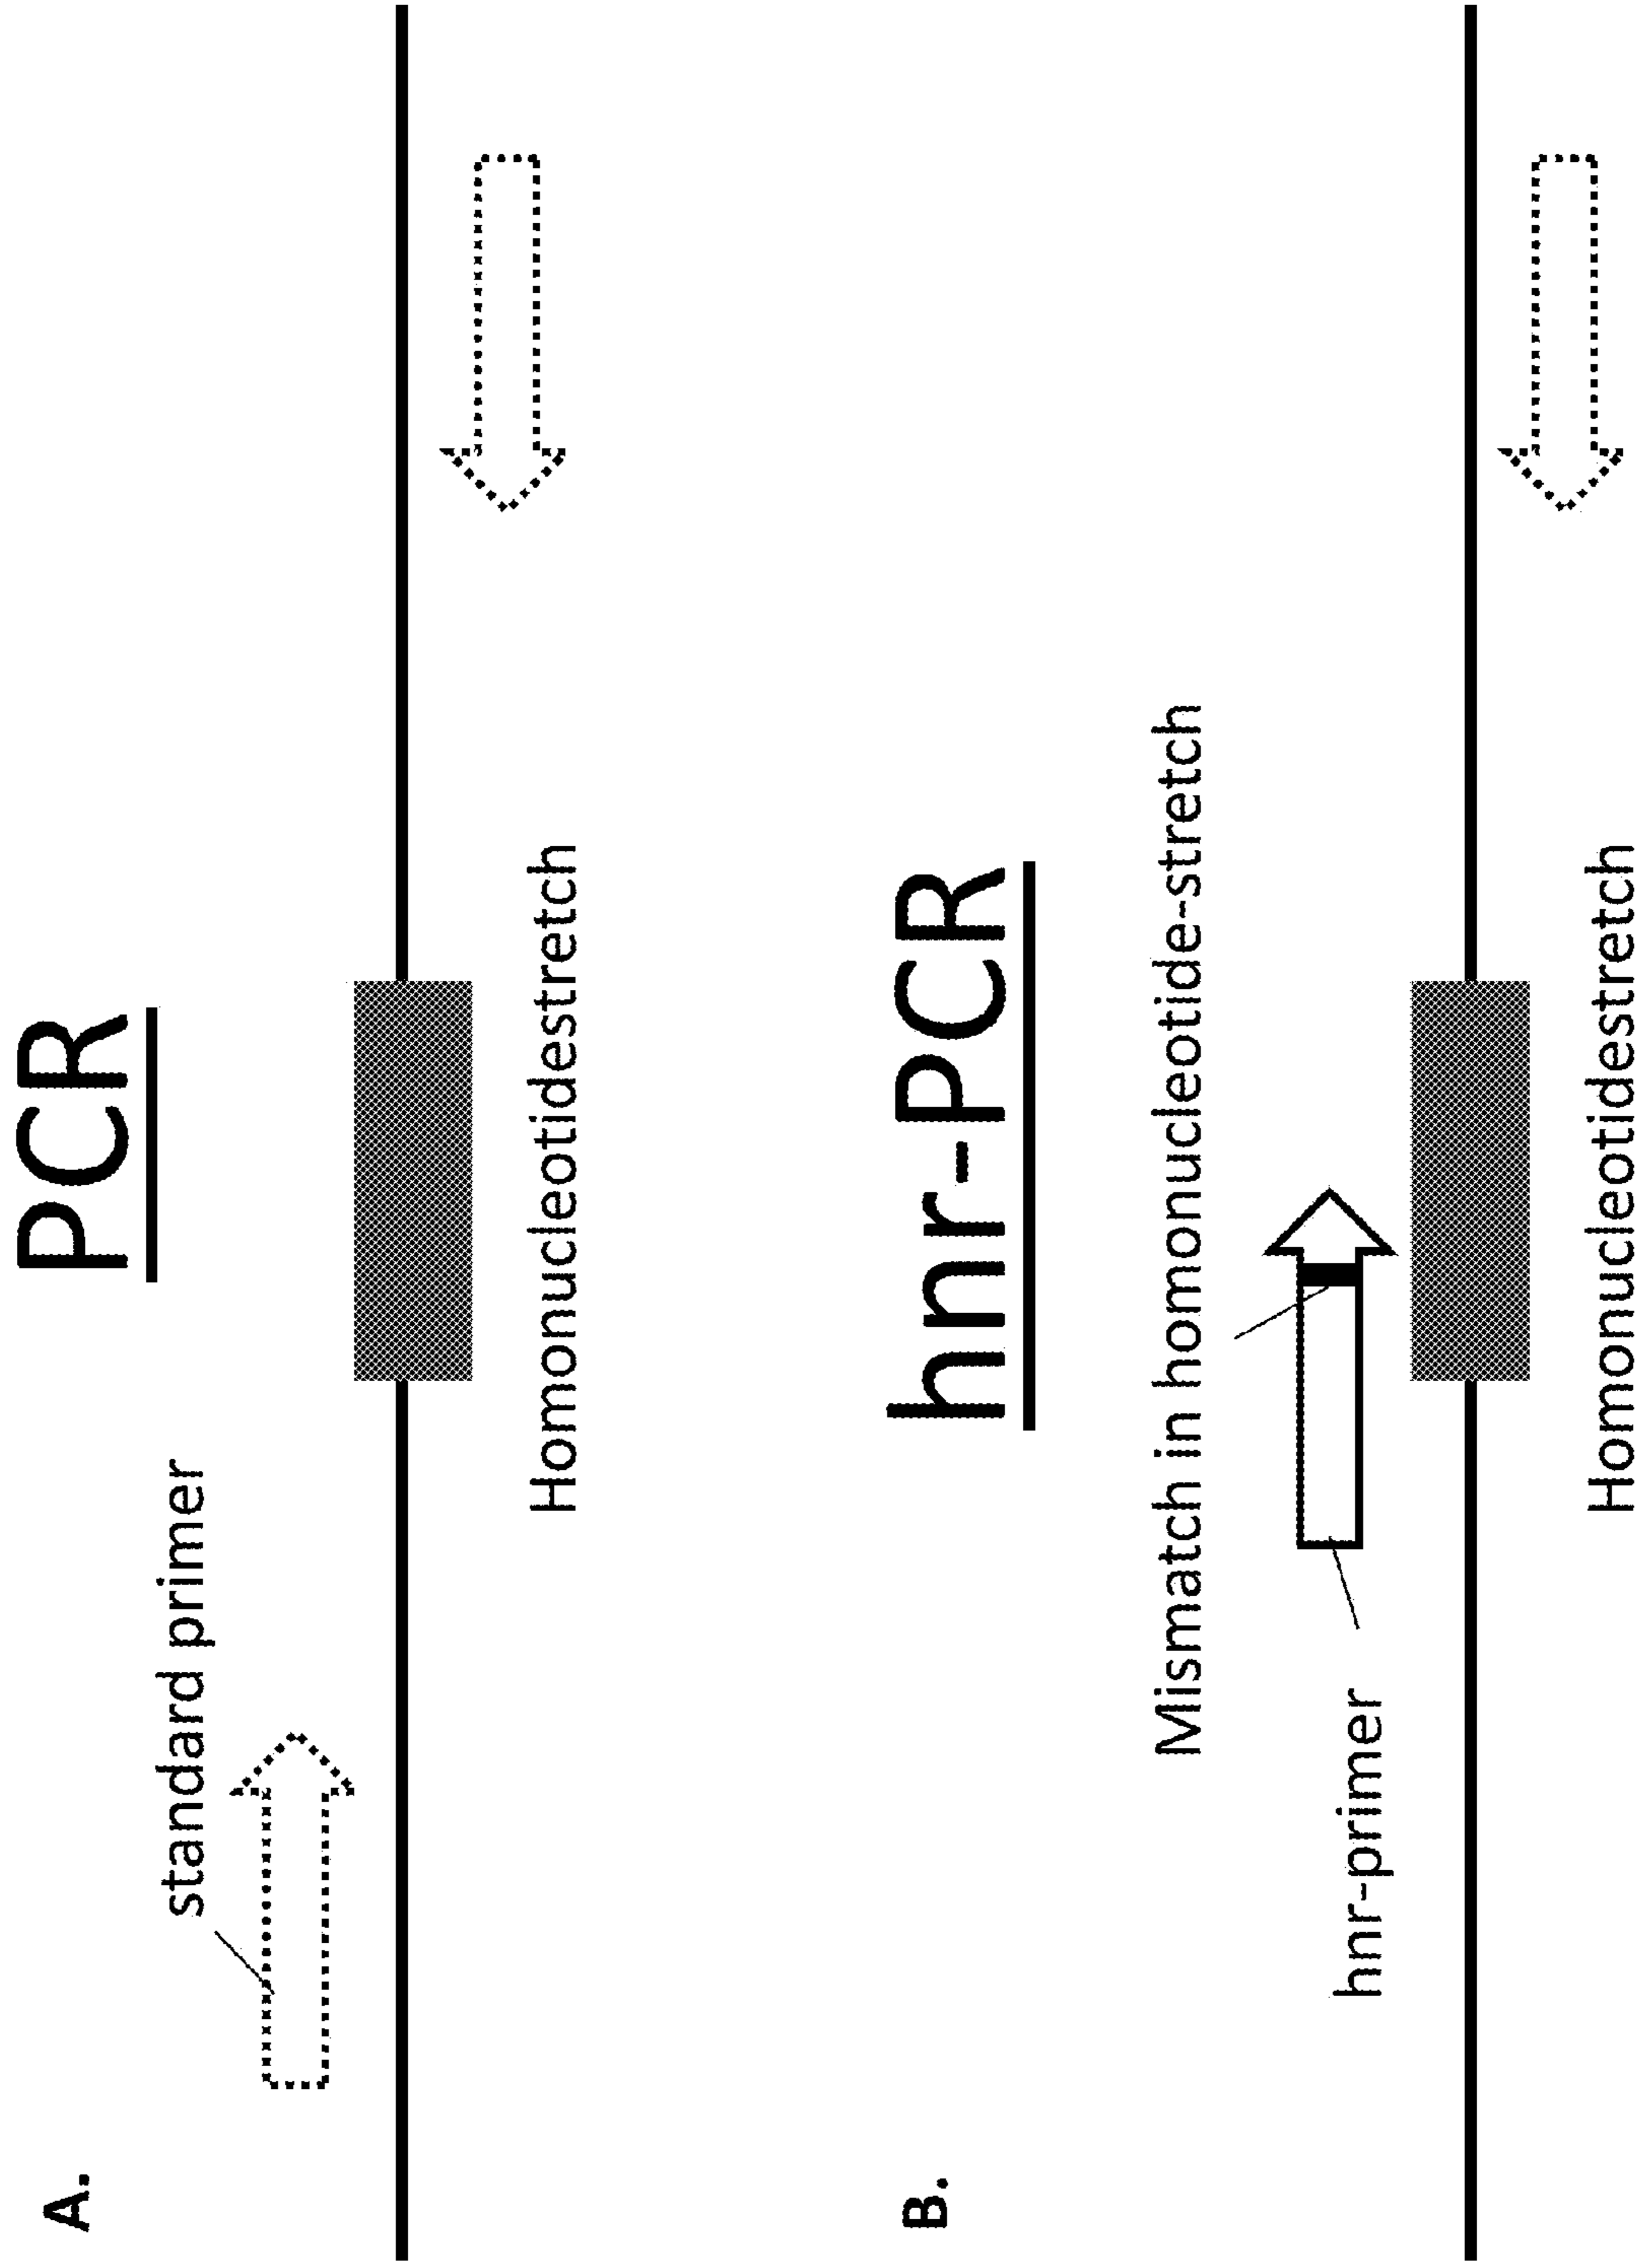 A.
PCR
standard primer
Homonucleotidestretch
B.
hnr-PCR
Mismatch in homonucleotide-stretch
hnr-primer
Homonucleotidestretch